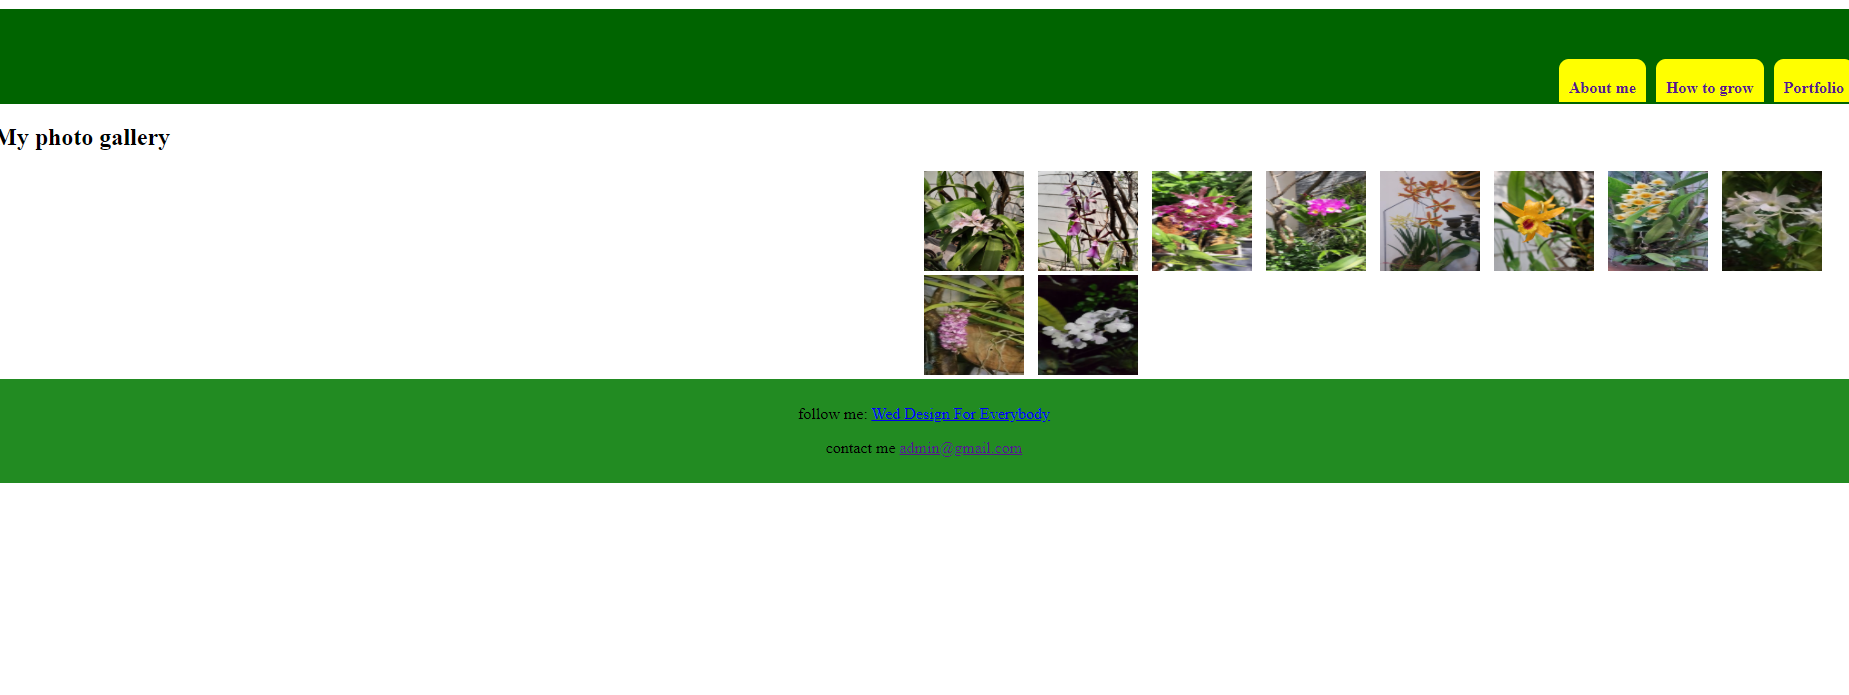 About me How to grow Portfolio
My photo gallery
follow me: Wed Design For Everybody
contact me admin@gmail.com